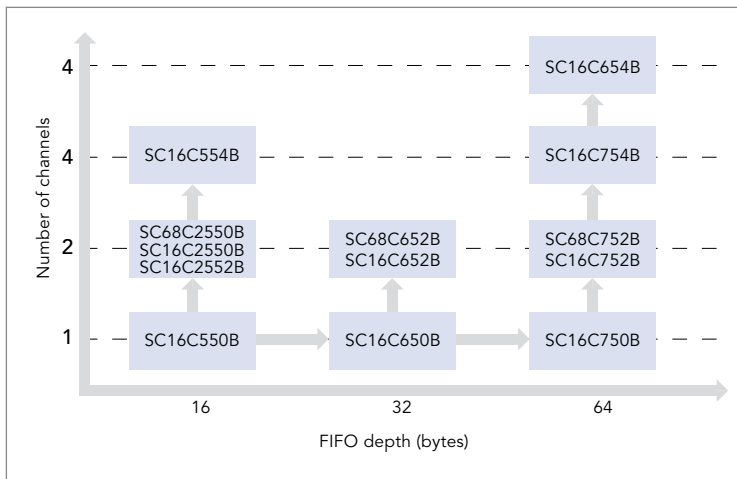 Number of channels
4
SC16C654B
4
SC16C554B
SC16C754B
2
SC68C2550B
SC16C2550B
SC16C2552B
SC68C652B
SC16C652B
SC68C752B
SC16C752B
1
SC16C550B
SC16C650B
SC16C750B
16
32
64
FIFO depth (bytes)